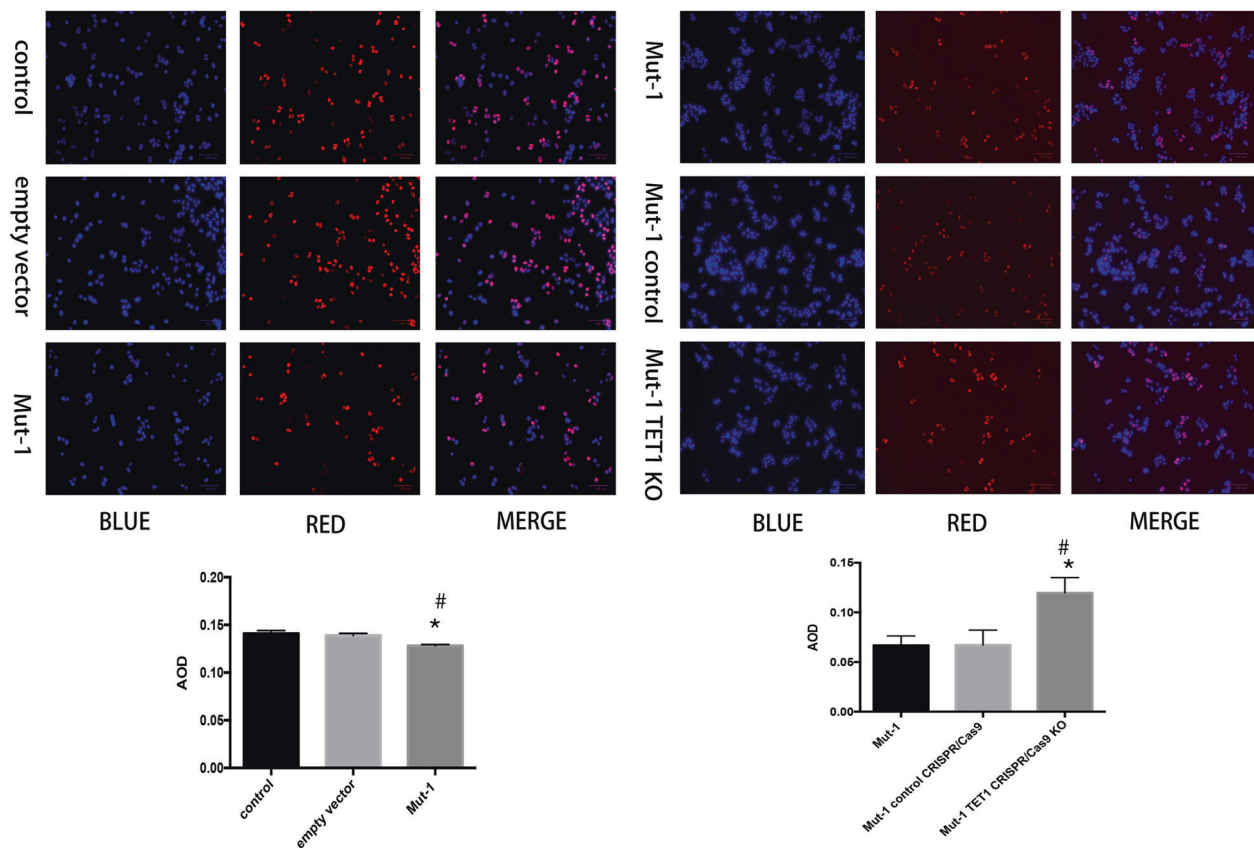 control
empty vector
Mut-1
BLUE
RED
MERGE
Mut-1
Mut-1 control
Mut-1 TET1 KO
BLUE
RED
MERGE
0.20
0.15
0.10
0.05
0.00
AOD
#
*
control
empty vector
Mut-1
0.15
0.10
0.05
0.00
AOD
#
*
Mut-1
Mut-1 control CRISPR/Cas9
Mut-1 TET1 CRISPR/Cas9 KO